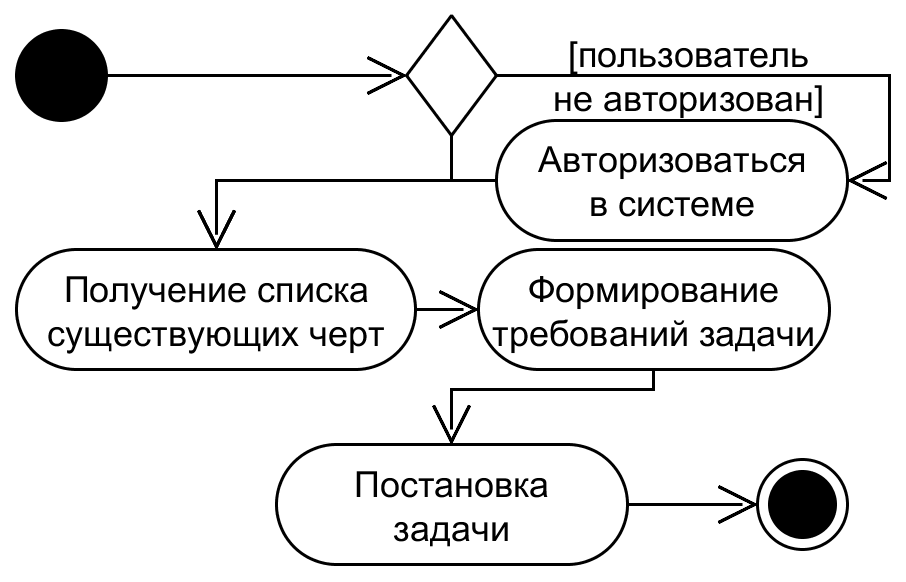 [пользователь
не авторизован]
Авторизоваться
в системе
Получение списка
существующих черт
Формирование
требований задачи
Постановка
задачи